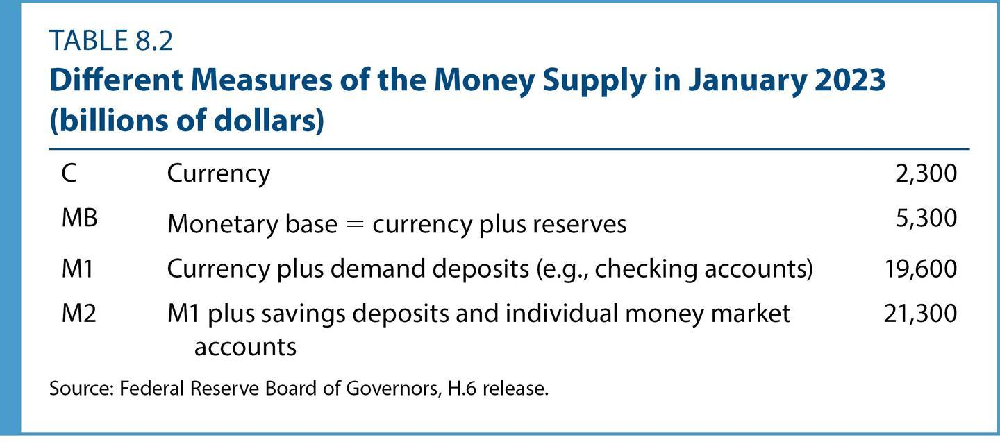 TABLE 8.2
Different Measures of the Money Supply in January 2023
(billions of dollars)
C Currency 2,300
MB Monetary base = currency plus reserves 5,300
M1 Currency plus demand deposits (e.g., checking accounts) 19,600
M2 M1 plus savings deposits and individual money market 21,300
accounts
Source: Federal Reserve Board of Governors, H.6 release.